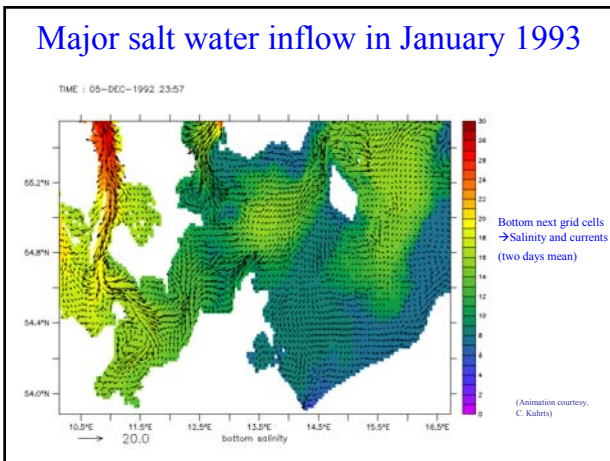 Major salt water inflow in January 1993
TIME : 05-DEC-1992 23:57
30
28
26
24
22
20
18
16
14
12
10
8
6
4
2
0
55.2°N
54.8°N
54.4°N
54.0°N
10.5°E 11.5°E 12.5°E 13.5°E 14.5°E 15.5°E 16.5°E
20.0
bottom salinity
Bottom next grid cells
→Salinity and currents
(two days mean)
(Animation courtesy,
C. Kuhrts)